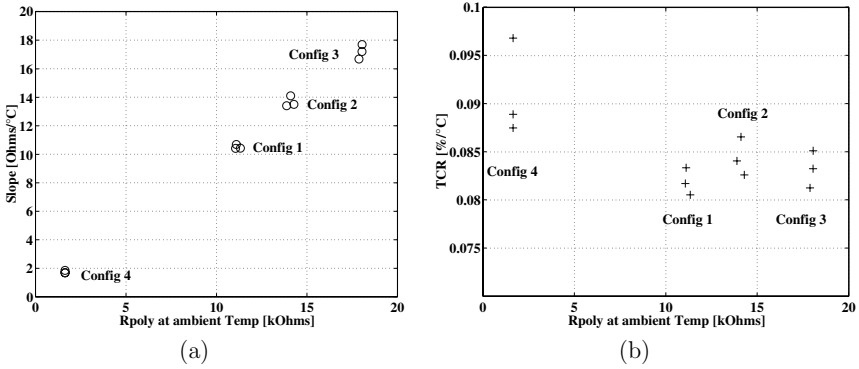 20
18
16
14
12
10
8
6
4
2
0
Slope [Ohms/°C]
Config 3
Config 2
Config 1
Config 4
0 5 10 15 20
Rpoly at ambient Temp [kOhms]
(a)
0.1
0.095
0.09
0.085
0.08
0.075
TCR [%/°C]
Config 2
Config 4
Config 1
Config 3
0 5 10 15 20
Rpoly at ambient Temp [kOhms]
(b)